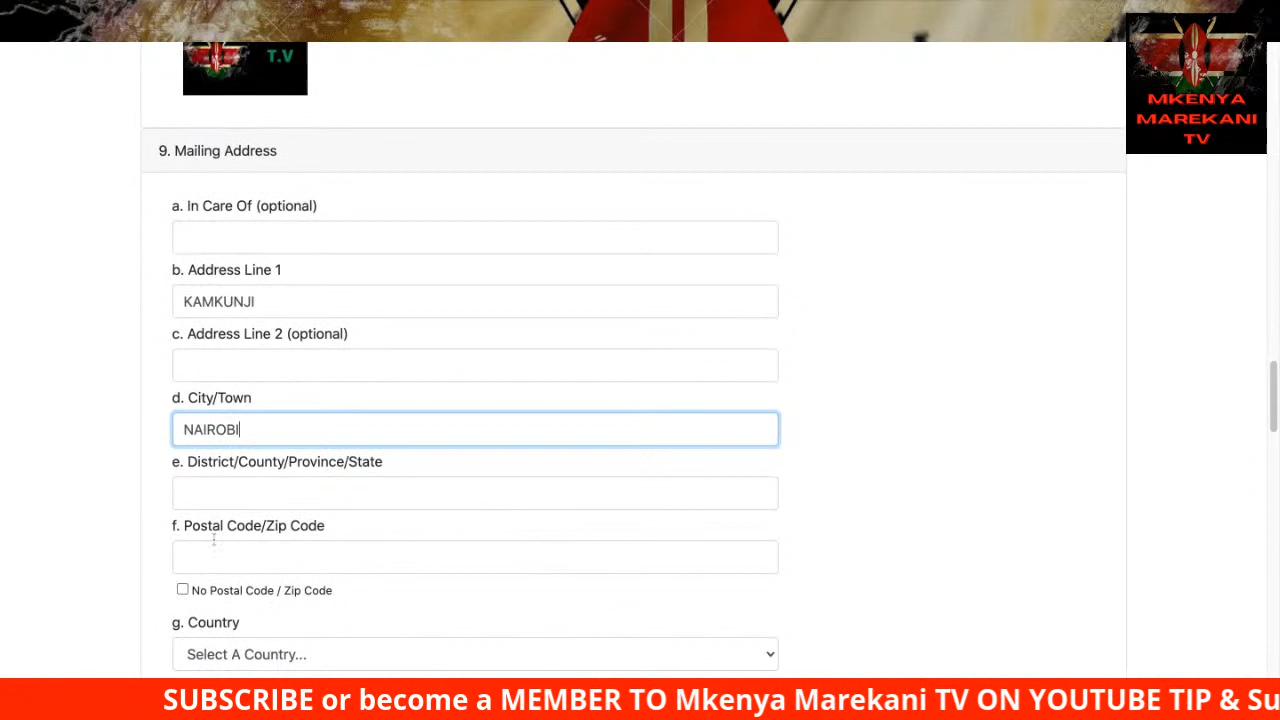 T.V
MKENYA
MAREKANI
TV
9. Mailing Address
a. In Care Of (optional)
b. Address Line 1
KAMKUNJI
c. Address Line 2 (optional)
d. City/Town
NAIROBI
e. District/County/Province/State
f. Postal Code/Zip Code
No Postal Code / Zip Code
g. Country
Select A Country...
SUBSCRIBE or become a MEMBER TO Mkenya Marekani TV ON YOUTUBE TIP & Su